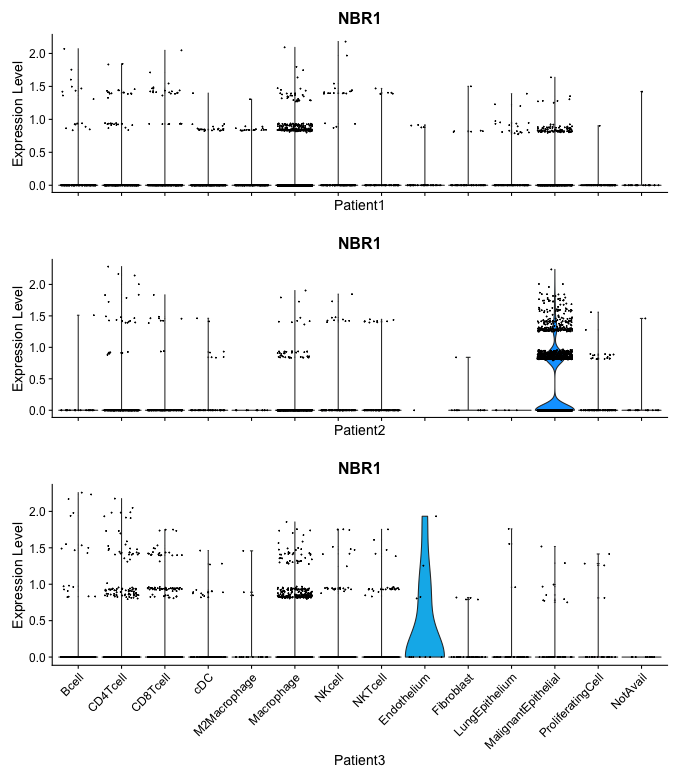 NBR1
Expression Level
2.0
1.5
1.0
0.5
0.0
Patient1
NBR1
Expression Level
2.0
1.5
1.0
0.5
0.0
Patient2
NBR1
Expression Level
2.0
1.5
1.0
0.5
0.0
Bcell
CD4Tcell
CD8Tcell
cDC
M2Macrophage
Macrophage
NKcell
NKTcell
Endothelium
Fibroblast
LungEpithelium
MalignantEpithelial
ProliferatingCell
NotAvail
Patient3